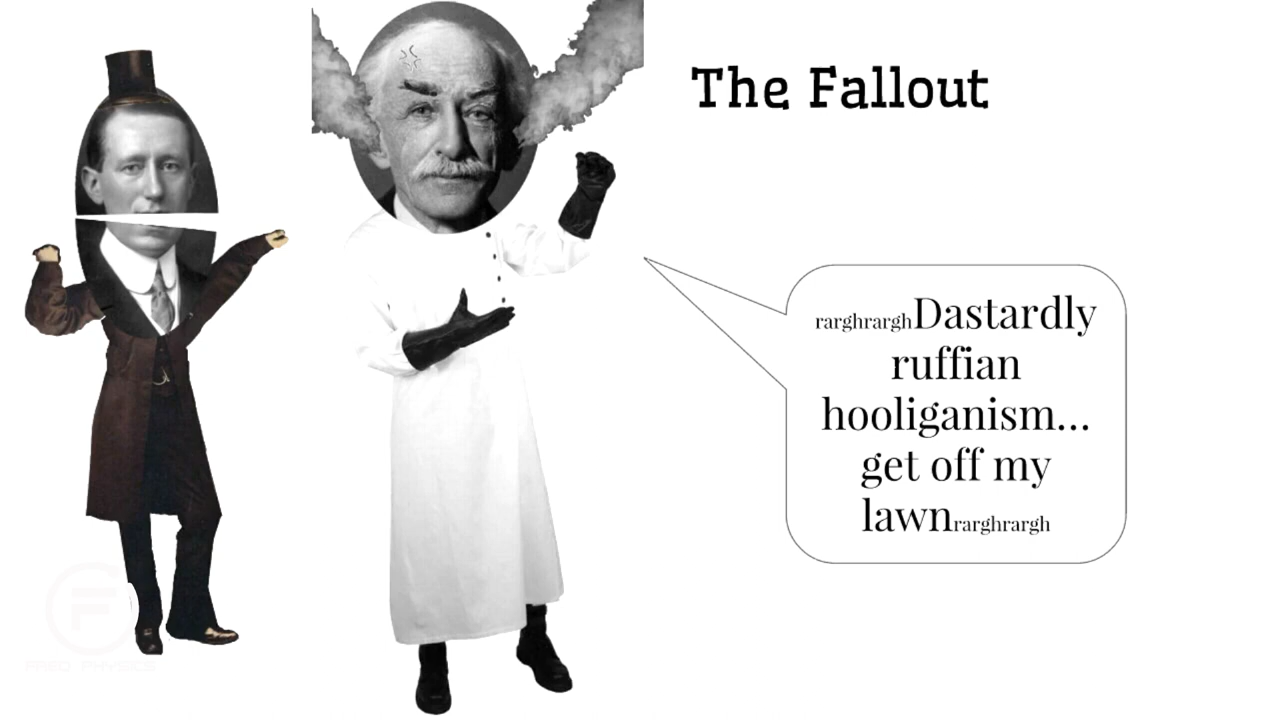 The Fallout
rarghrarghDastardly
ruffian
hooliganism...
get off my
lawnrarghrargh